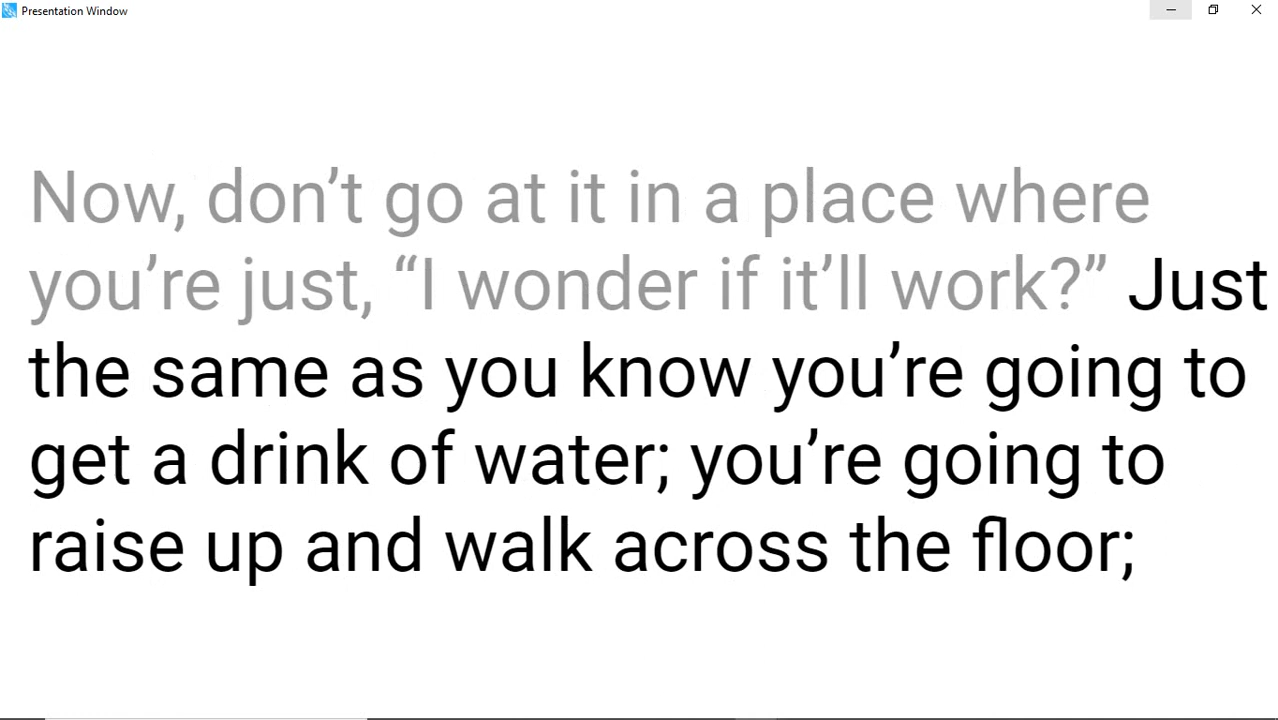 Presentation Window
Now, don’t go at it in a place where
you’re just, “I wonder if it’ll work?” Just
the same as you know you’re going to
get a drink of water; you’re going to
raise up and walk across the floor;